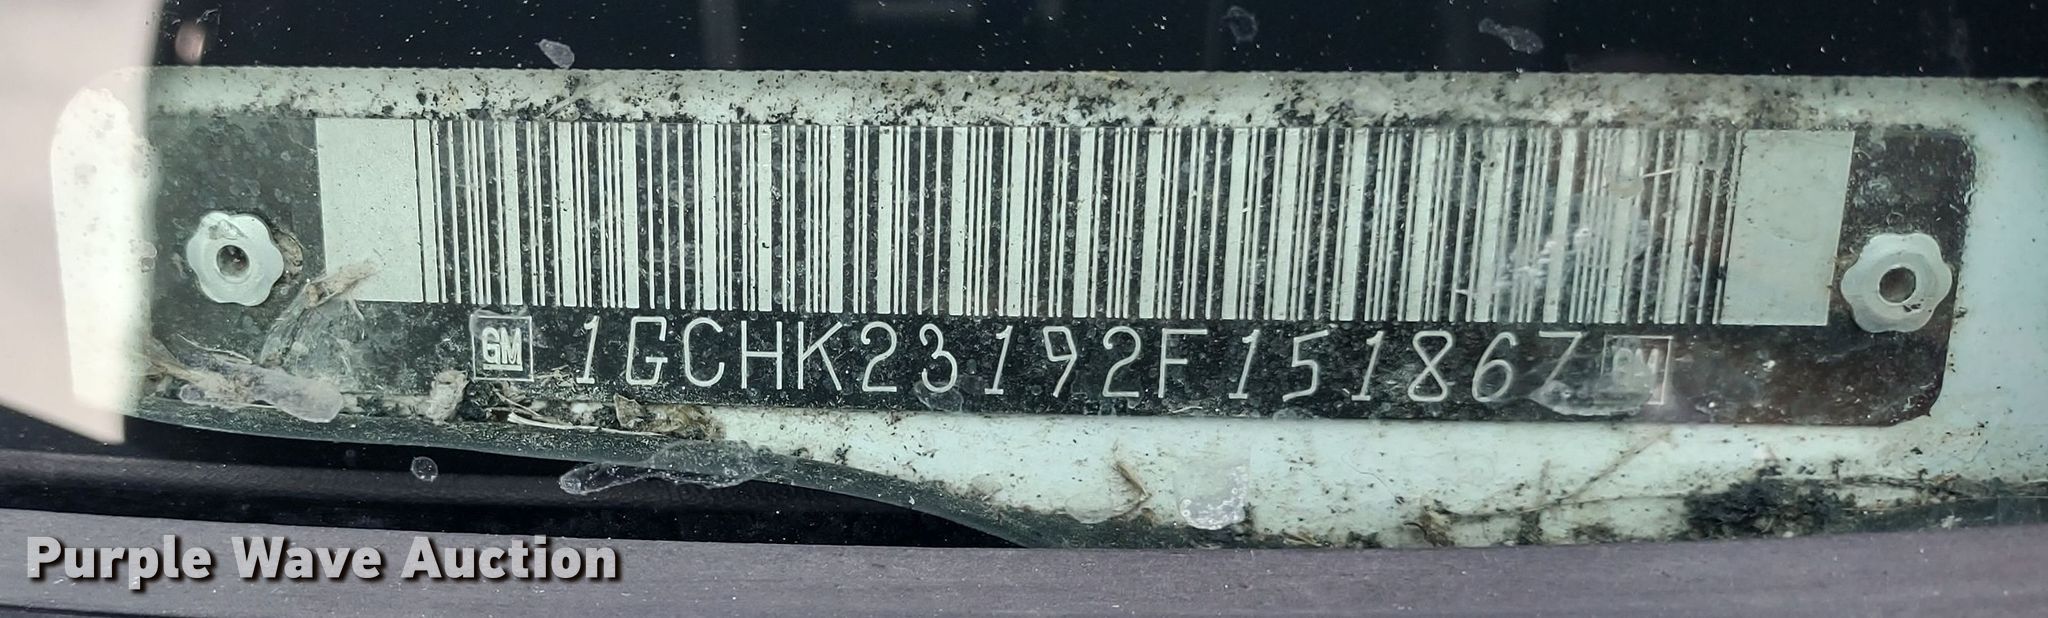 GM 1GCHK23192F151867 GM
Purple Wave Auction